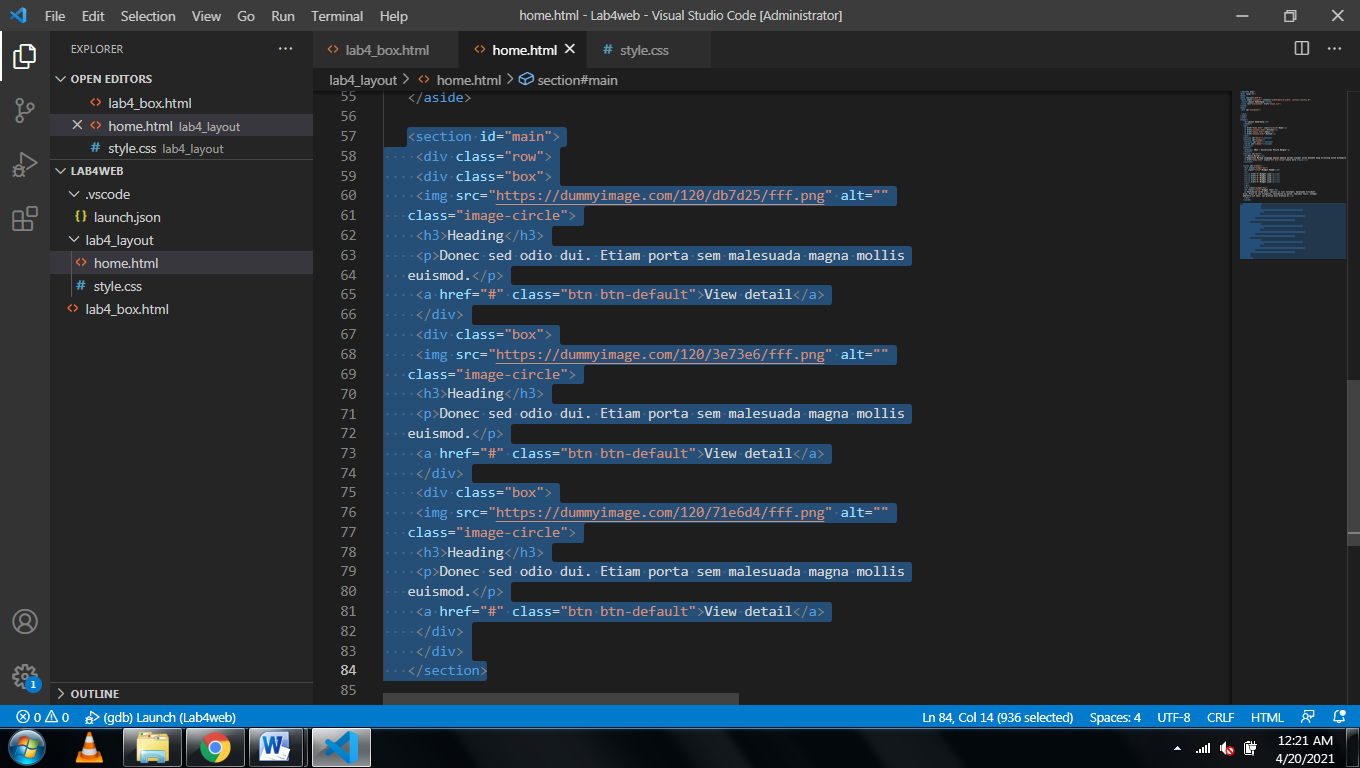 File Edit Selection View Go Run Terminal Help
home.html - Lab4web - Visual Studio Code [Administrator]
EXPLORER
OPEN EDITORS
lab4_box.html
home.html lab4_layout
style.css lab4_layout
LAB4WEB
.vscode
launch.json
lab4_layout
home.html
style.css
lab4_box.html
OUTLINE
lab4_box.html home.html style.css
lab4_layout > home.html > section#main
55 </aside>
56
57 <section id="main">
58 <div class="row">
59 <div class="box">
60 <img src="https://dummyimage.com/120/db7d25/fff.png" alt=""
61 class="image-circle">
62 <h3>Heading</h3>
63 <p>Donec sed odio dui. Etiam porta sem malesuada magna mollis
64 euismod.</p>
65 <a href="#" class="btn btn-default">View detail</a>
66 </div>
67 <div class="box">
68 <img src="https://dummyimage.com/120/3e73e6/fff.png" alt=""
69 class="image-circle">
70 <h3>Heading</h3>
71 <p>Donec sed odio dui. Etiam porta sem malesuada magna mollis
72 euismod.</p>
73 <a href="#" class="btn btn-default">View detail</a>
74 </div>
75 <div class="box">
76 <img src="https://dummyimage.com/120/71e6d4/fff.png" alt=""
77 class="image-circle">
78 <h3>Heading</h3>
79 <p>Donec sed odio dui. Etiam porta sem malesuada magna mollis
80 euismod.</p>
81 <a href="#" class="btn btn-default">View detail</a>
82 </div>
83 </div>
84 </section>
85
1
0 0 (gdb) Launch (Lab4web) Ln 84, Col 14 (936 selected) Spaces: 4 UTF-8 CRLF HTML
12:21 AM
4/20/2021